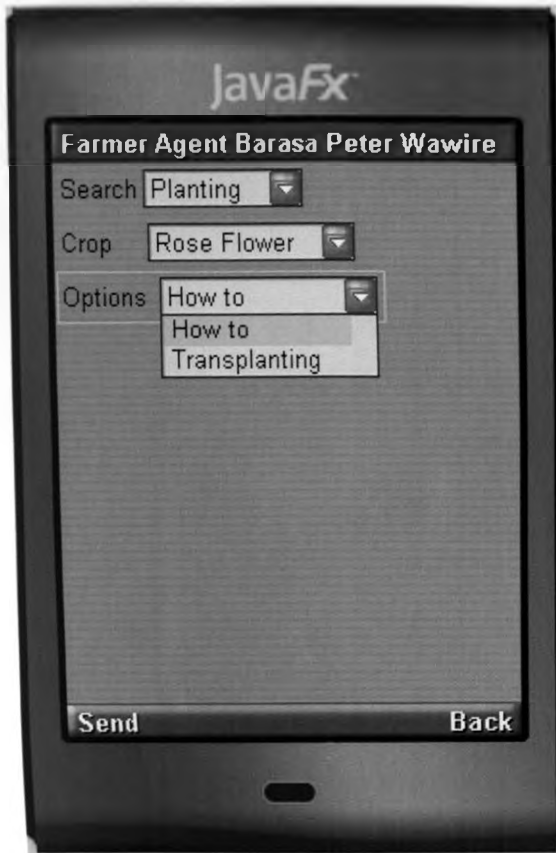 JavaFx
Farmer Agent Barasa Peter Wawire
Search Planting
Crop Rose Flower
Options How to
How to
Transplanting
Send Back